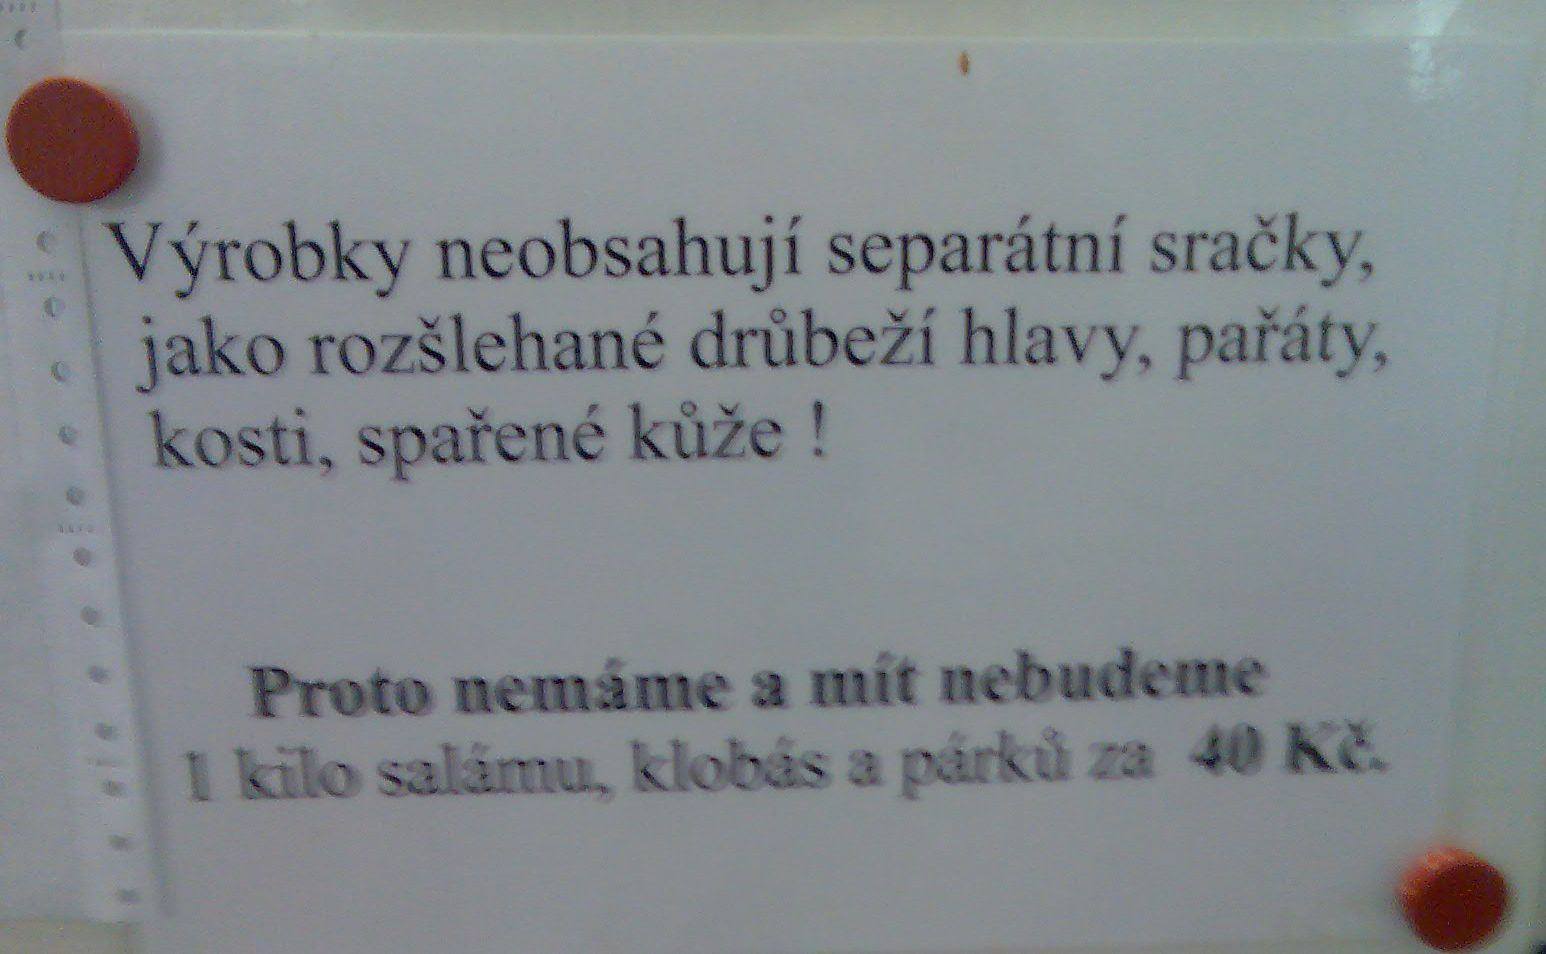 Výrobky neobsahují separátní sračky,
jako rozšlehané drůbeží hlavy, pařáty,
kosti, spařené kůže !
Proto nemáme a mít nebudeme
1 kilo salámu, klobás a párků za 40 Kč.